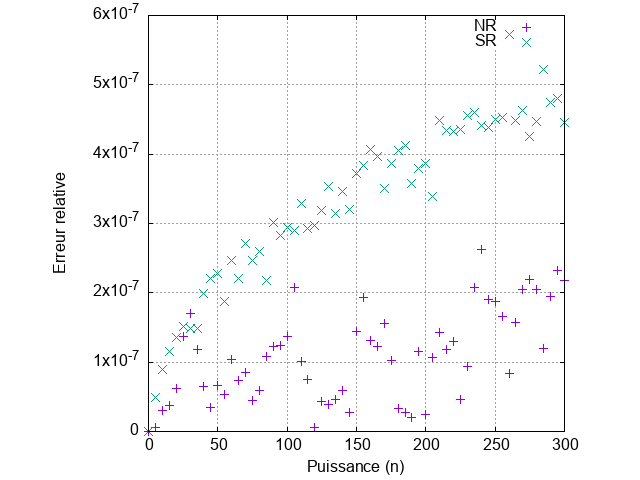 6x10-7
5x10-7
4x10-7
3x10-7
2x10-7
1x10-7
0
0 50 100 150 200 250 300
Erreur relative
Puissance (n)
NR
SR